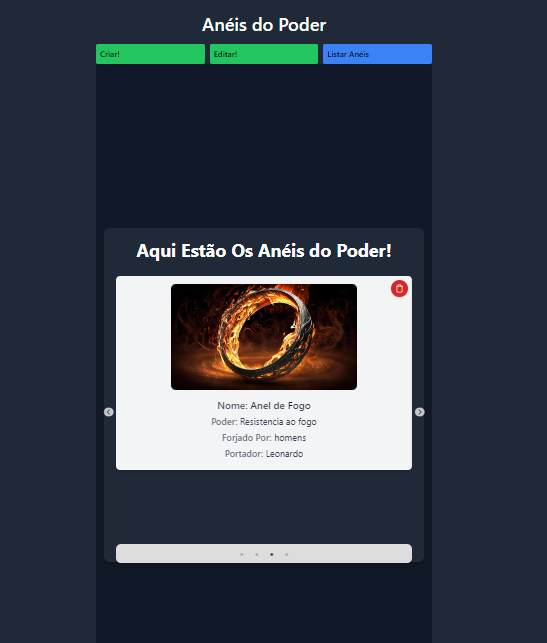 Anéis do Poder
Criar!
Editar!
Listar Anéis
Aqui Estão Os Anéis do Poder!
Nome: Anel de Fogo
Poder: Resistencia ao fogo
Forjado Por: homens
Portador: Leonardo